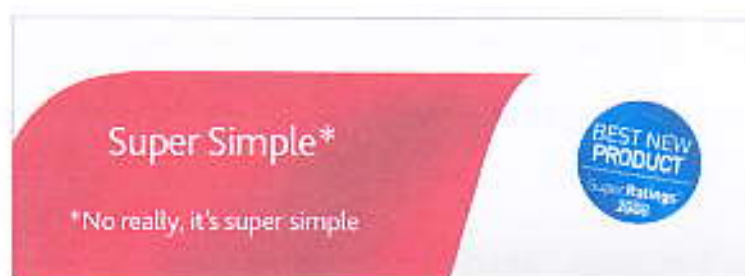 Super Simple*
*No really, it's super simple
BEST NEW
PRODUCT
SuperRatings